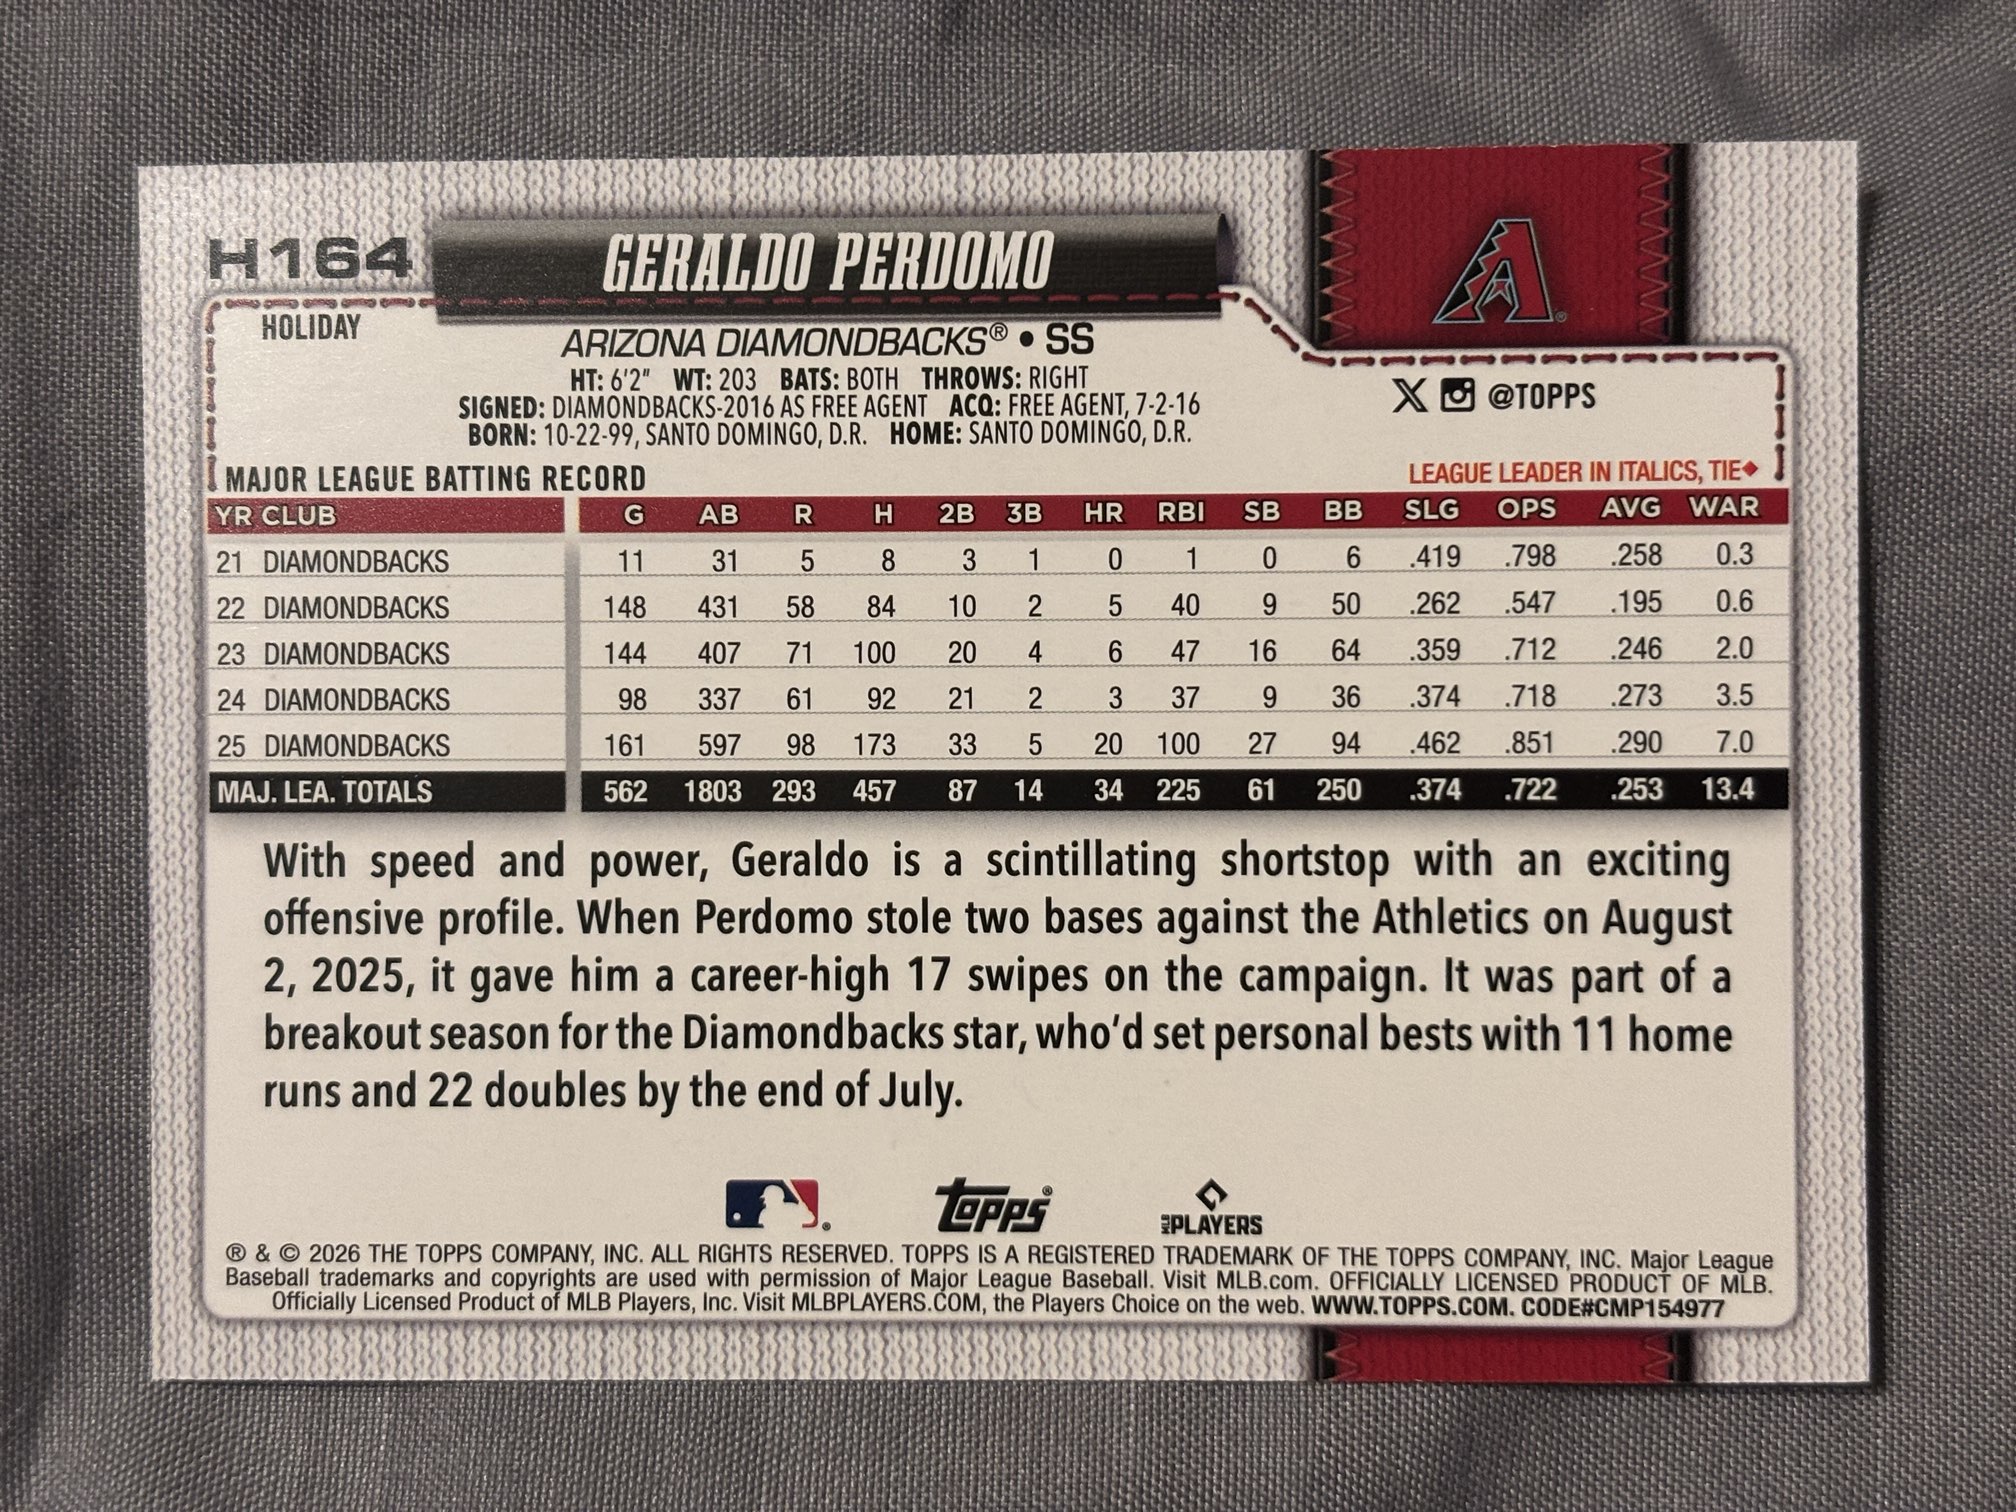 H164
GERALDO PERDOMO
HOLIDAY
ARIZONA DIAMONDBACKS® • SS
HT: 6'2" WT: 203 BATS: BOTH THROWS: RIGHT
SIGNED: DIAMONDBACKS-2016 AS FREE AGENT ACQ: FREE AGENT, 7-2-16
BORN: 10-22-99, SANTO DOMINGO, D.R. HOME: SANTO DOMINGO, D.R.
A®
X @TOPPS
MAJOR LEAGUE BATTING RECORD
LEAGUE LEADER IN ITALICS, TIE◆
YR CLUB G AB R H 2B 3B HR RBI SB BB SLG OPS AVG WAR
21 DIAMONDBACKS 11 31 5 8 3 1 0 1 0 6 .419 .798 .258 0.3
22 DIAMONDBACKS 148 431 58 84 10 2 5 40 9 50 .262 .547 .195 0.6
23 DIAMONDBACKS 144 407 71 100 20 4 6 47 16 64 .359 .712 .246 2.0
24 DIAMONDBACKS 98 337 61 92 21 2 3 37 9 36 .374 .718 .273 3.5
25 DIAMONDBACKS 161 597 98 173 33 5 20 100 27 94 .462 .851 .290 7.0
MAJ. LEA. TOTALS 562 1803 293 457 87 14 34 225 61 250 .374 .722 .253 13.4
With speed and power, Geraldo is a scintillating shortstop with an exciting
offensive profile. When Perdomo stole two bases against the Athletics on August
2, 2025, it gave him a career-high 17 swipes on the campaign. It was part of a
breakout season for the Diamondbacks star, who'd set personal bests with 11 home
runs and 22 doubles by the end of July.
® Topps® MLB PLAYERS
® & © 2026 THE TOPPS COMPANY, INC. ALL RIGHTS RESERVED. TOPPS IS A REGISTERED TRADEMARK OF THE TOPPS COMPANY, INC. Major League
Baseball trademarks and copyrights are used with permission of Major League Baseball. Visit MLB.com. OFFICIALLY LICENSED PRODUCT OF MLB.
Officially Licensed Product of MLB Players, Inc. Visit MLBPLAYERS.COM, the Players Choice on the web. WWW.TOPPS.COM. CODE#CMP154977